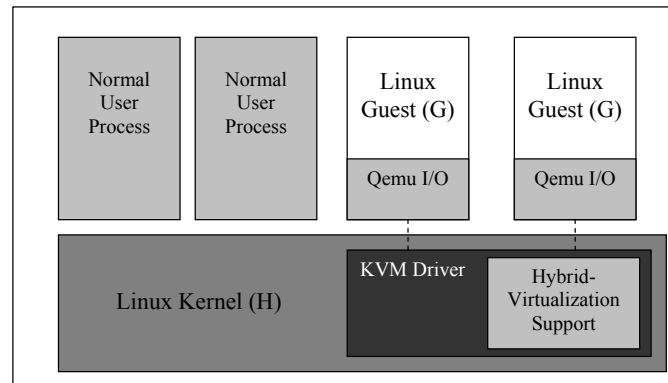 Normal
User
Process
Normal
User
Process
Linux
Guest (G)
Qemu I/O
Linux
Guest (G)
Qemu I/O
Linux Kernel (H)
KVM Driver
Hybrid-
Virtualization
Support